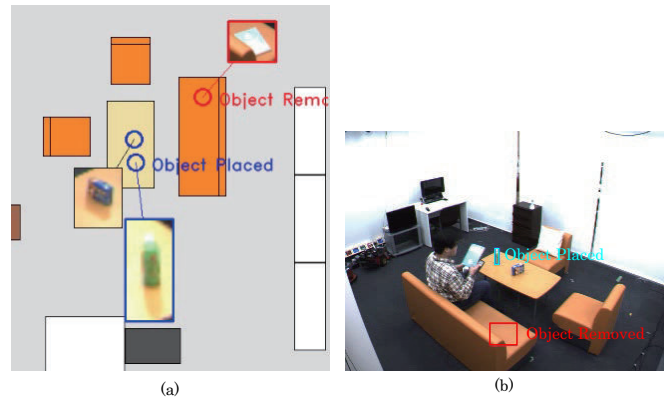 Object Remo
Object Placed
Object Placed
Object Removed
(a)
(b)